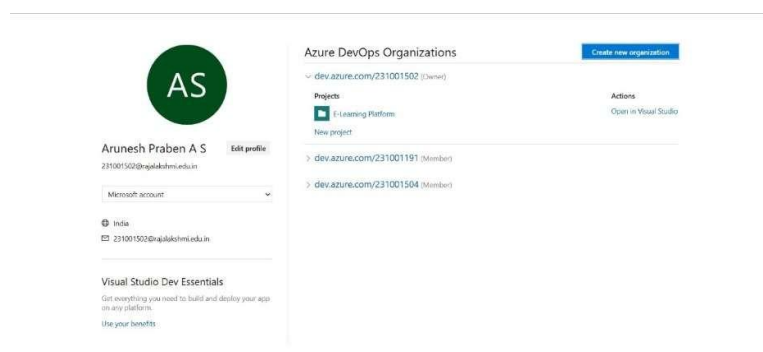 AS
Arunesh Praben A S
Edit profile
231001502@rajalakshmi.edu.in
Microsoft account
India
231001502@rajalakshmi.edu.in
Visual Studio Dev Essentials
Get everything you need to build and deploy your app
on any platform.
Use your benefits
Azure DevOps Organizations
Create new organization
dev.azure.com/231001502 (Owner)
Projects
Actions
E-Learning Platform
Open in Visual Studio
New project
dev.azure.com/231001191 (Member)
dev.azure.com/231001504 (Member)